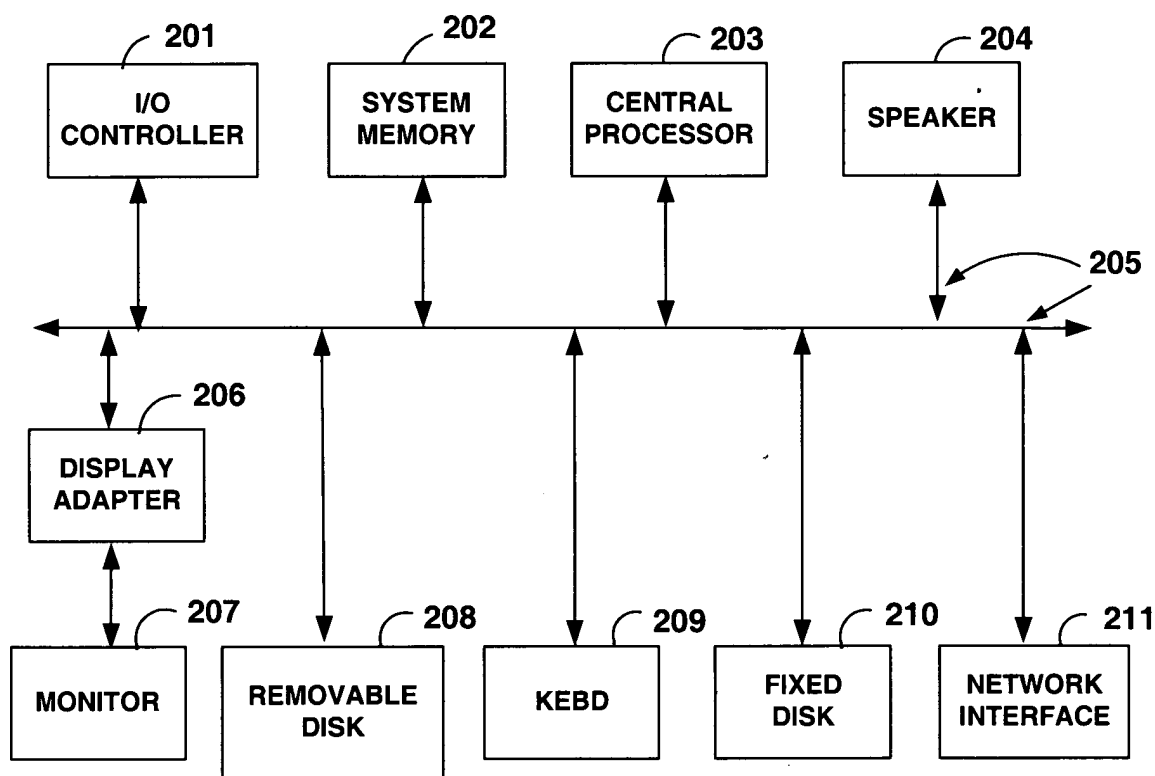 201
202
203
204
I/O
CONTROLLER
SYSTEM
MEMORY
CENTRAL
PROCESSOR
SPEAKER
205
206
DISPLAY
ADAPTER
207
208
209
210
211
MONITOR
REMOVABLE
DISK
KEBD
FIXED
DISK
NETWORK
INTERFACE